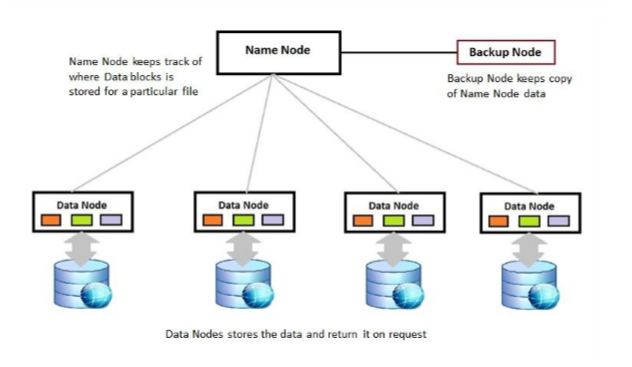 Name Node
Backup Node
Name Node keeps track of
where Data blocks is
stored for a particular file
Backup Node keeps copy
of Name Node data
Data Node
Data Node
Data Node
Data Node
Data Nodes stores the data and return it on request